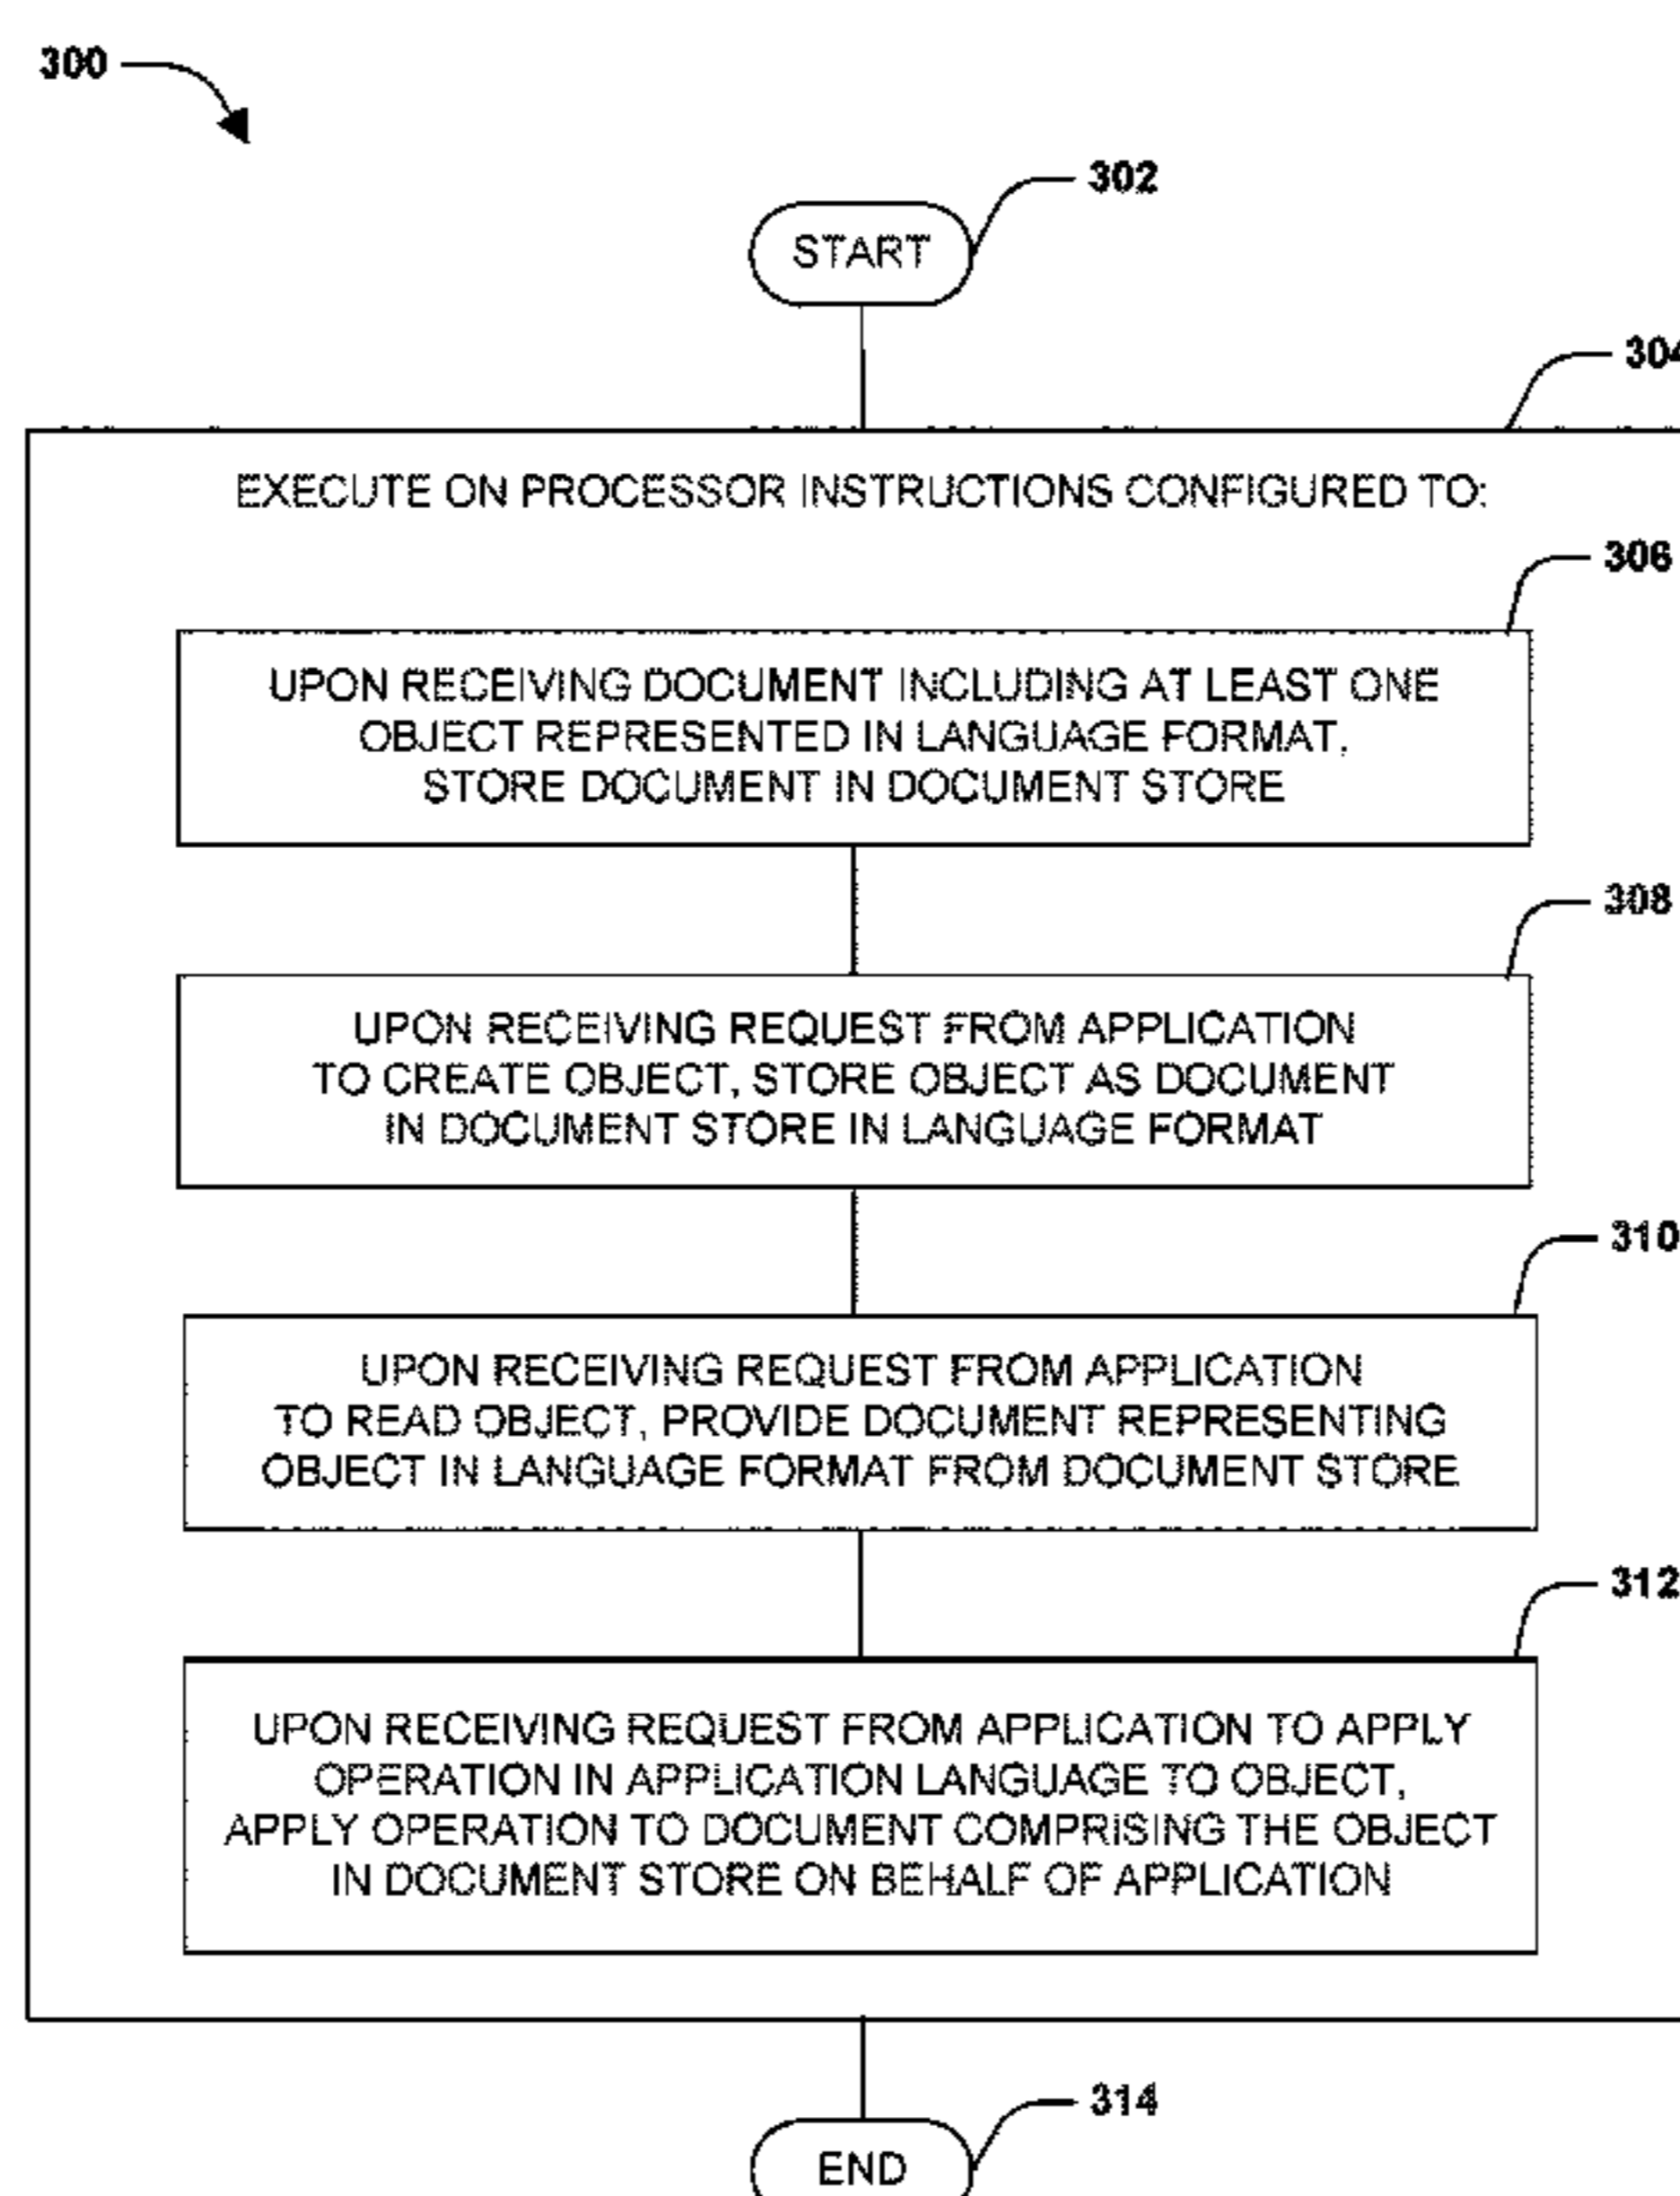 300
302
START
304
EXECUTE ON PROCESSOR INSTRUCTIONS CONFIGURED TO:
306
UPON RECEIVING DOCUMENT INCLUDING AT LEAST ONE
OBJECT REPRESENTED IN LANGUAGE FORMAT,
STORE DOCUMENT IN DOCUMENT STORE
308
UPON RECEIVING REQUEST FROM APPLICATION
TO CREATE OBJECT, STORE OBJECT AS DOCUMENT
IN DOCUMENT STORE IN LANGUAGE FORMAT
310
UPON RECEIVING REQUEST FROM APPLICATION
TO READ OBJECT, PROVIDE DOCUMENT REPRESENTING
OBJECT IN LANGUAGE FORMAT FROM DOCUMENT STORE
312
UPON RECEIVING REQUEST FROM APPLICATION TO APPLY
OPERATION IN APPLICATION LANGUAGE TO OBJECT,
APPLY OPERATION TO DOCUMENT COMPRISING THE OBJECT
IN DOCUMENT STORE ON BEHALF OF APPLICATION
314
END